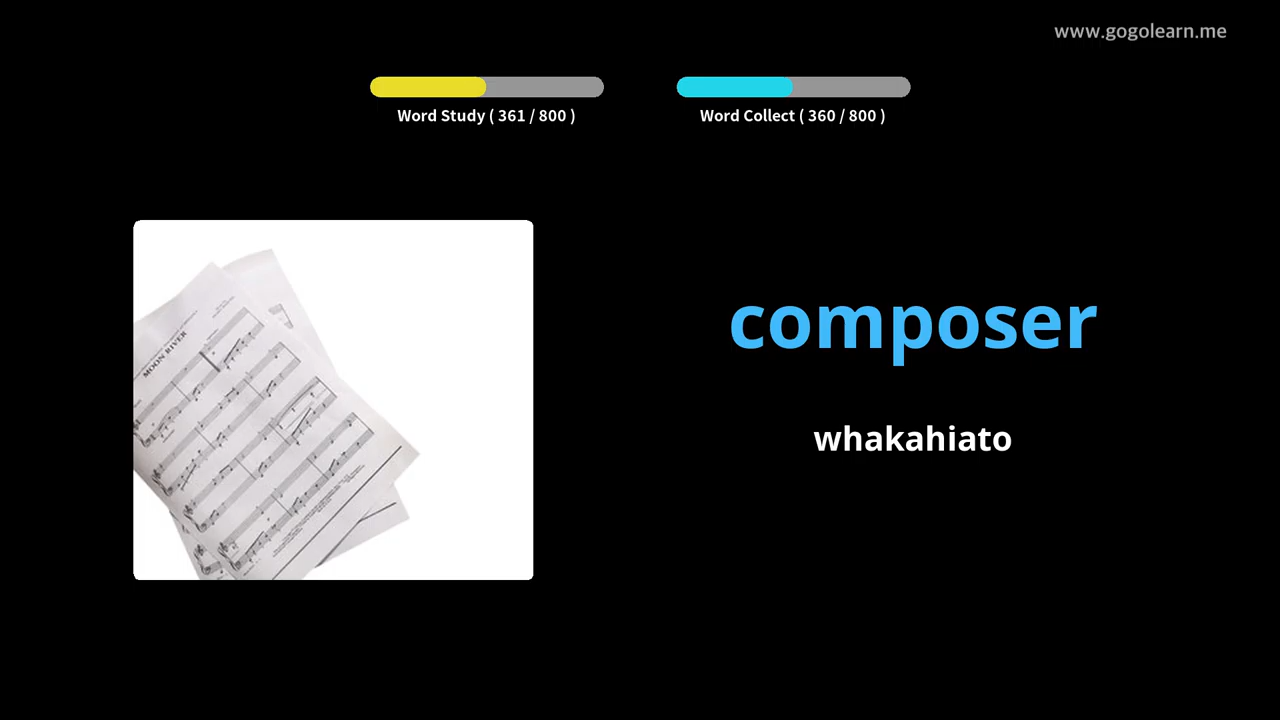 www.gogolearn.me
Word Study ( 361 / 800 )
Word Collect ( 360 / 800 )
MOON RIVER
composer
whakahiato